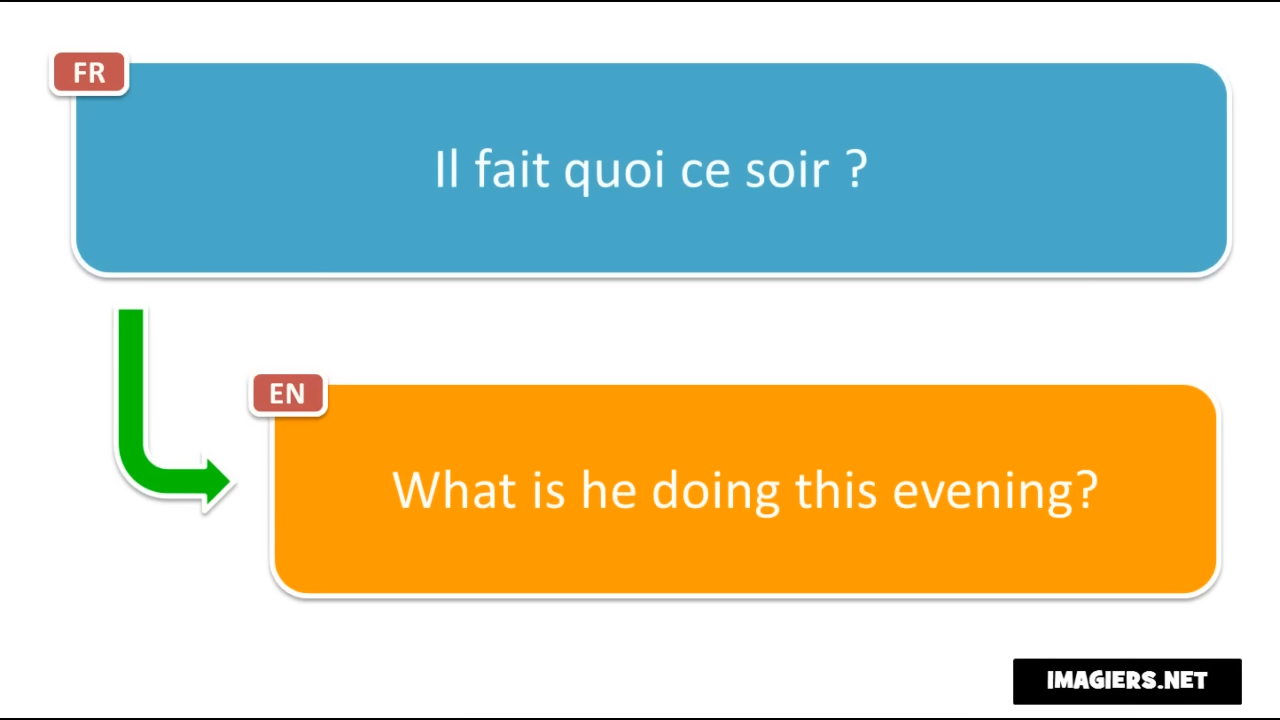 FR
Il fait quoi ce soir ?
EN
What is he doing this evening?
IMAGIERS.NET